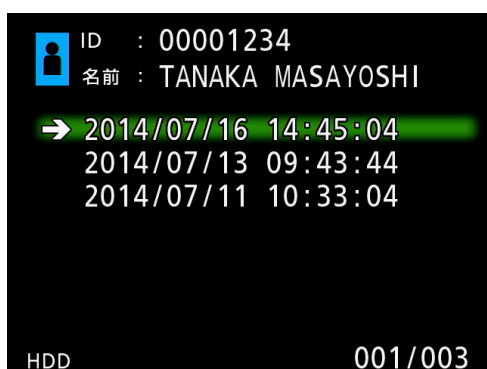 ID : 00001234
名前 : TANAKA MASAYOSHI
2014/07/16 14:45:04
2014/07/13 09:43:44
2014/07/11 10:33:04
HDD 001/003